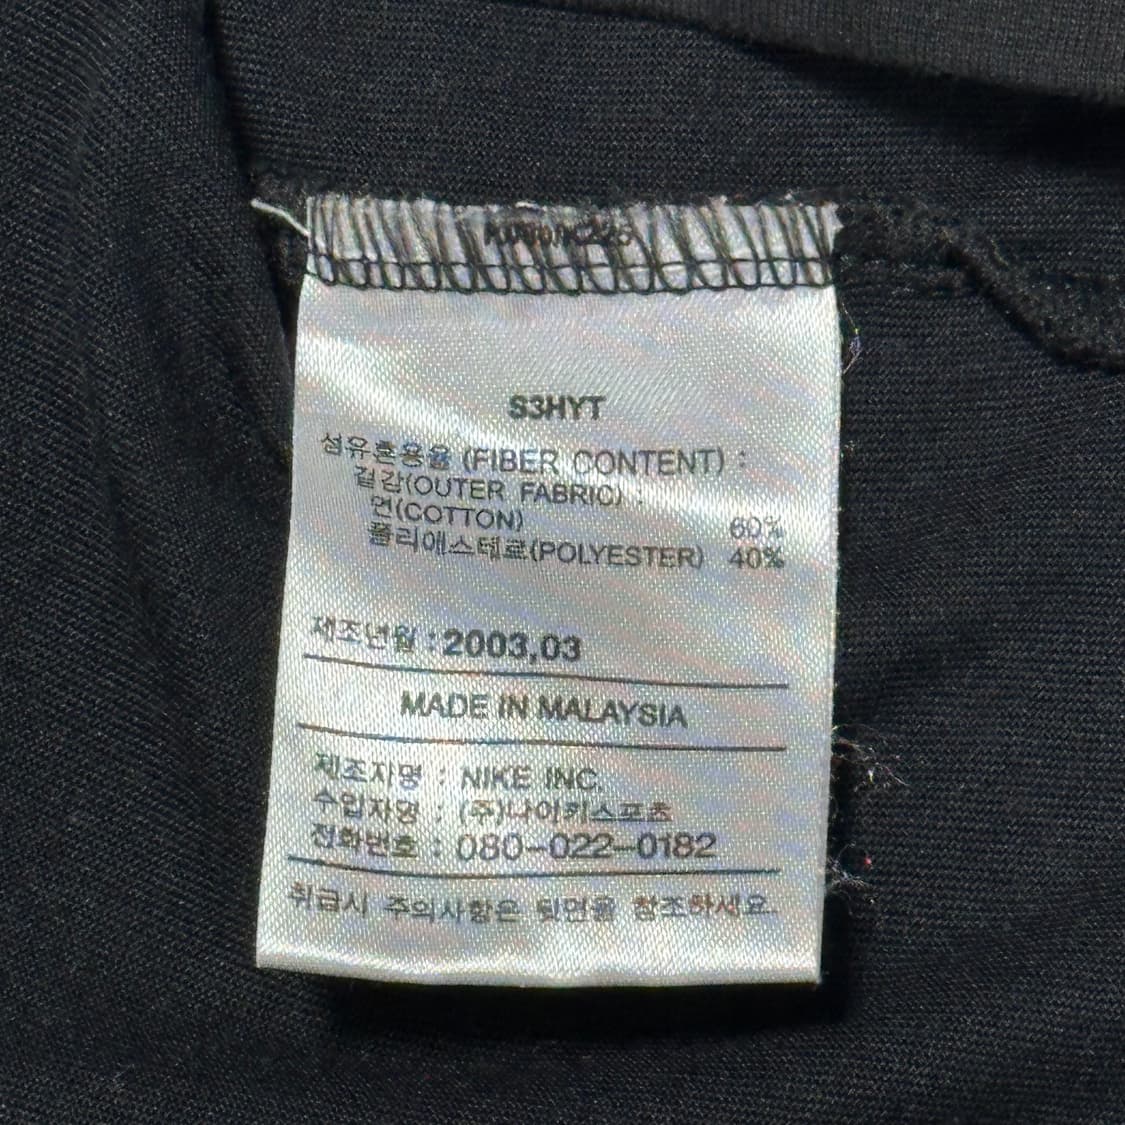 S3HYT
섬유혼용율 (FIBER CONTENT) :
겉감(OUTER FABRIC) :
면(COTTON) 60%
폴리에스테르(POLYESTER) 40%
제조년월 : 2003,03
MADE IN MALAYSIA
제조자명 : NIKE INC.
수입자명 : (주)나이키스포츠
전화번호 : 080-022-0182
취급시 주의사항은 뒷면을 참조하세요.